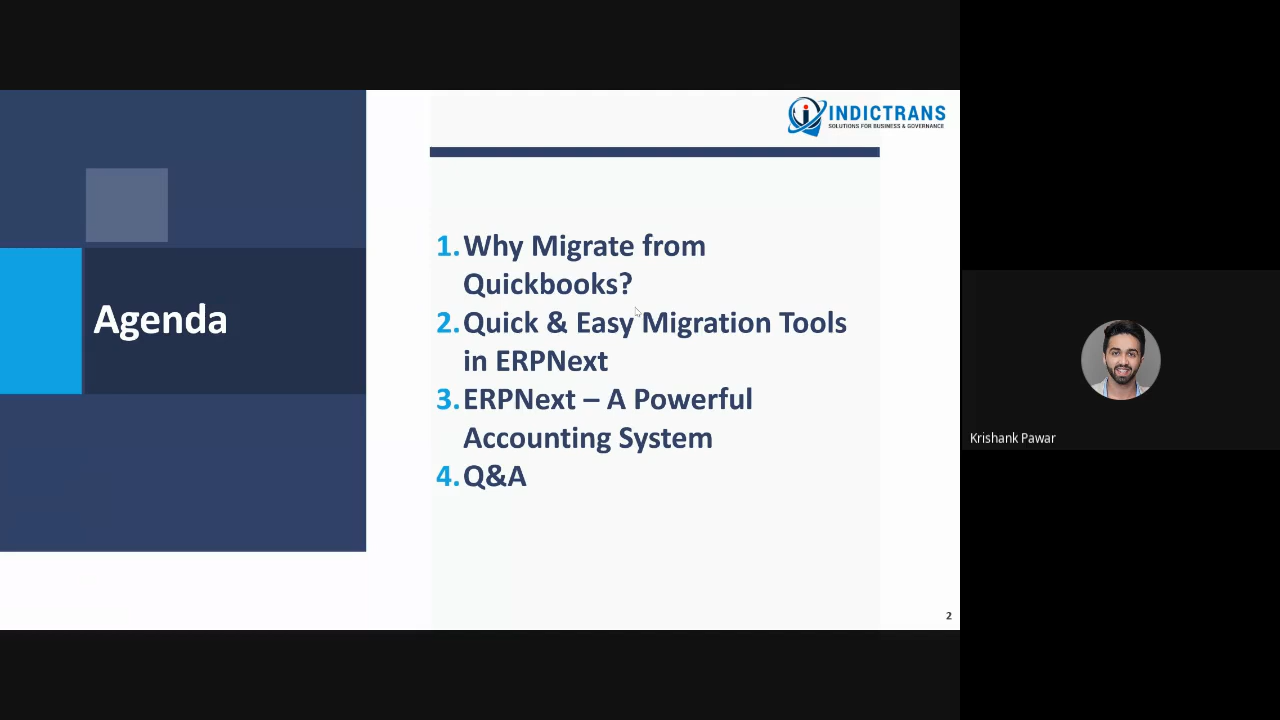 INDICTRANS
SOLUTIONS FOR BUSINESS & GOVERNANCE
Agenda
1. Why Migrate from
Quickbooks?
2. Quick & Easy Migration Tools
in ERPNext
3. ERPNext – A Powerful
Accounting System
4. Q&A
2
Krishank Pawar